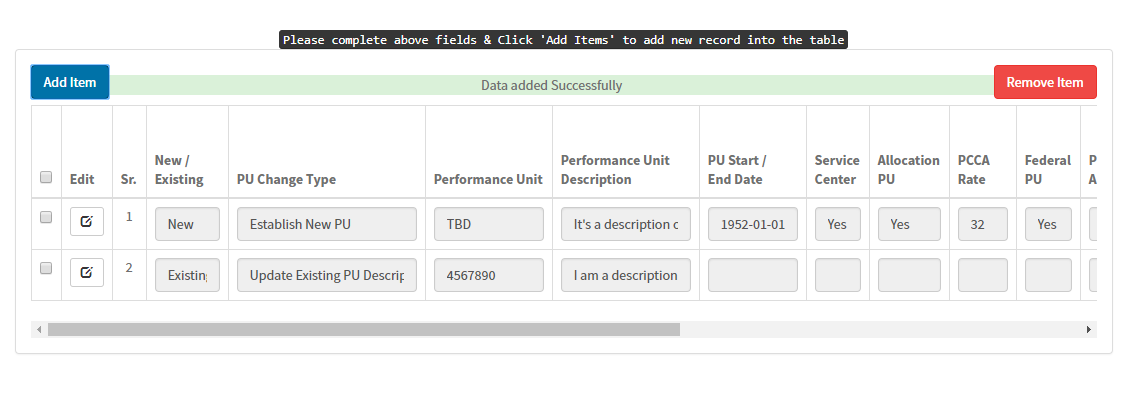 Please complete above fields & Click 'Add Items' to add new record into the table
Add Item
Data added Successfully
Remove Item
Edit
Sr.
New /
Existing
PU Change Type
Performance Unit
Performance Unit
Description
PU Start /
End Date
Service
Center
Allocation
PU
PCCA
Rate
Federal
PU
P
A
1
New
Establish New PU
TBD
It's a description c
1952-01-01
Yes
Yes
32
Yes
2
Existin
Update Existing PU Descrip
4567890
I am a description